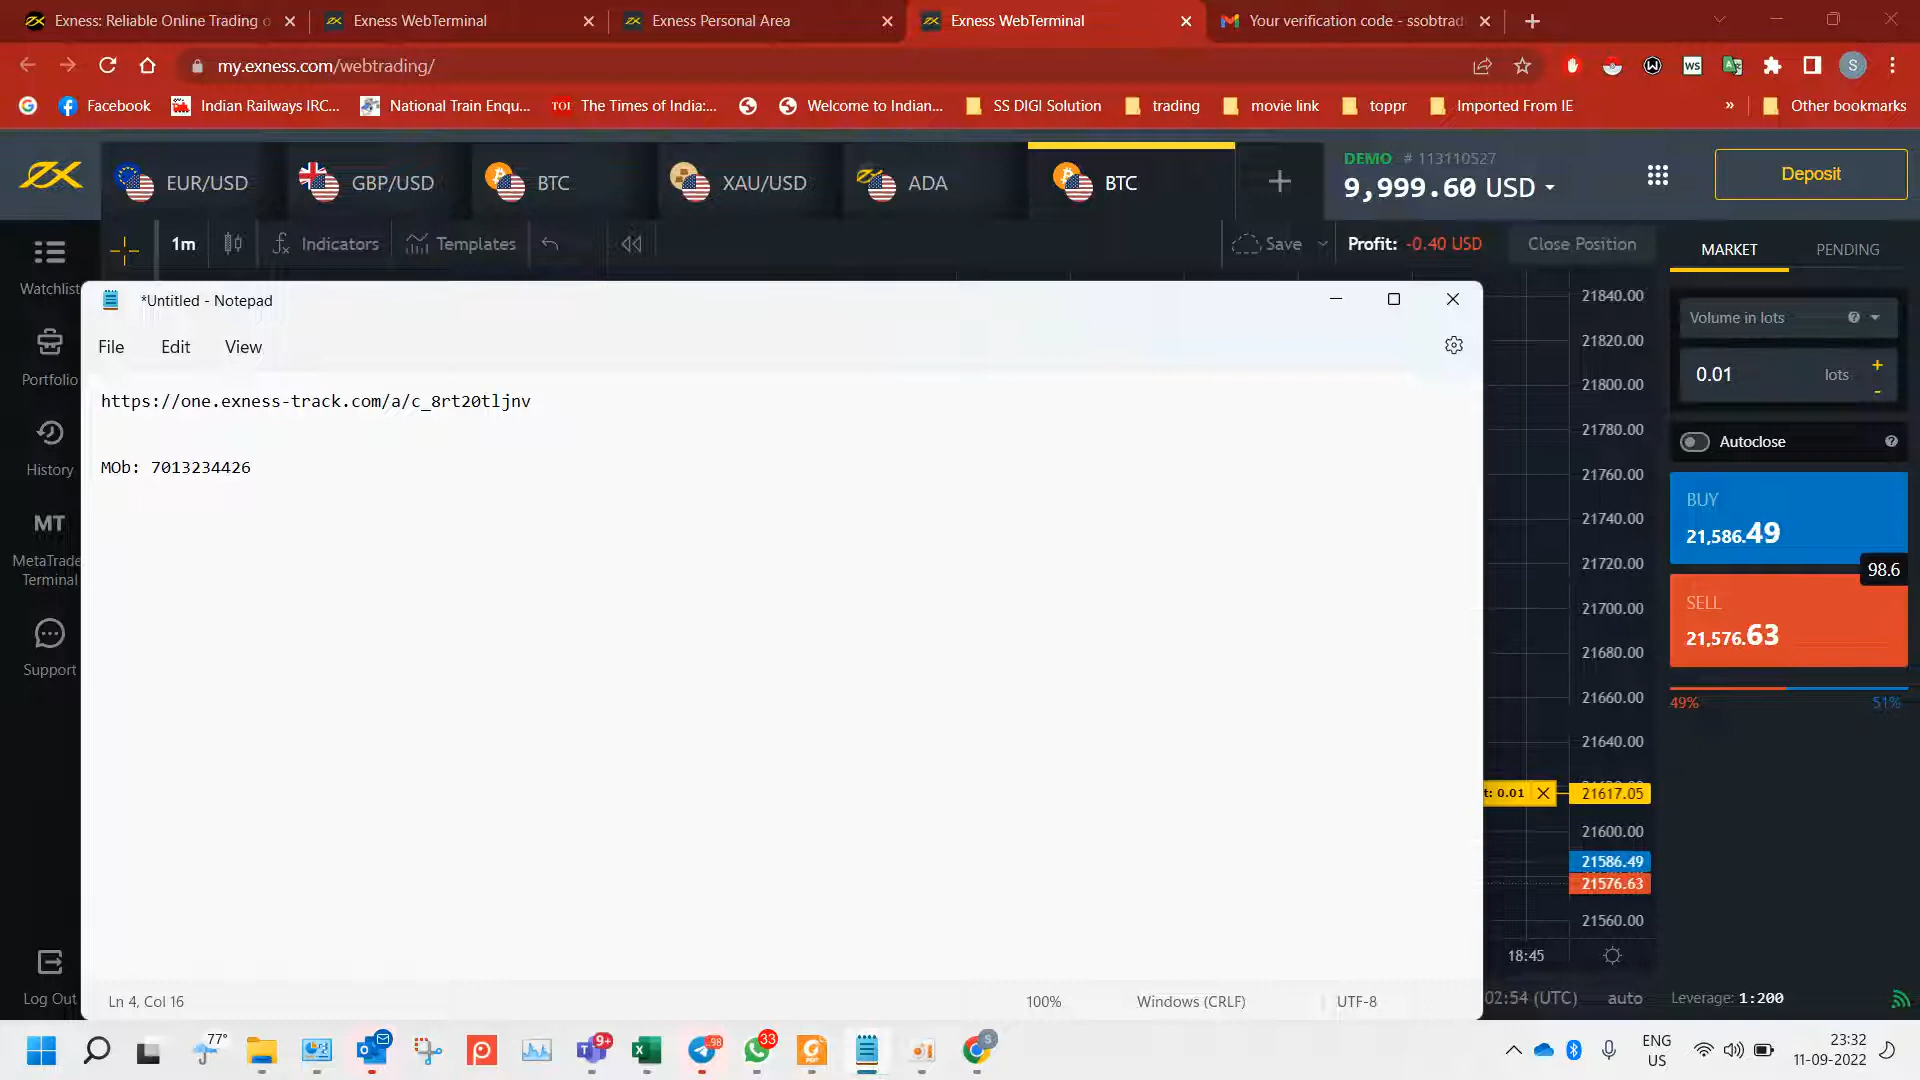 Exness: Reliable Online Trading o
Exness WebTerminal
Exness Personal Area
Exness WebTerminal
Your verification code - ssobtrad
my.exness.com/webtrading/
Facebook
Indian Railways IRC...
National Train Enqu...
TOI
The Times of India:...
Welcome to Indian...
SS DIGI Solution
trading
movie link
toppr
Imported From IE
»
Other bookmarks
EUR/USD
GBP/USD
BTC
XAU/USD
ADA
BTC
DEMO # 113110527
9,999.60 USD
Deposit
1m
Indicators
Templates
Save
Profit: -0.40 USD
Close Position
MARKET
PENDING
Watchlist
Portfolio
History
MT
MetaTrade
Terminal
Support
Log Out
*Untitled - Notepad
File
Edit
View
https://one.exness-track.com/a/c_8rt20tljnv
MOb: 7013234426
Ln 4, Col 16
100%
Windows (CRLF)
UTF-8
21840.00
21820.00
21800.00
21780.00
21760.00
21740.00
21720.00
21700.00
21680.00
21660.00
21640.00
t: 0.01
21617.05
21600.00
21586.49
21576.63
21560.00
18:45
02:54 (UTC)
auto
Volume in lots
0.01
lots
+
-
Autoclose
BUY
21,586.49
98.6
SELL
21,576.63
49%
51%
Leverage: 1:200
77°
9+
98
33
S
ENG
US
23:32
11-09-2022